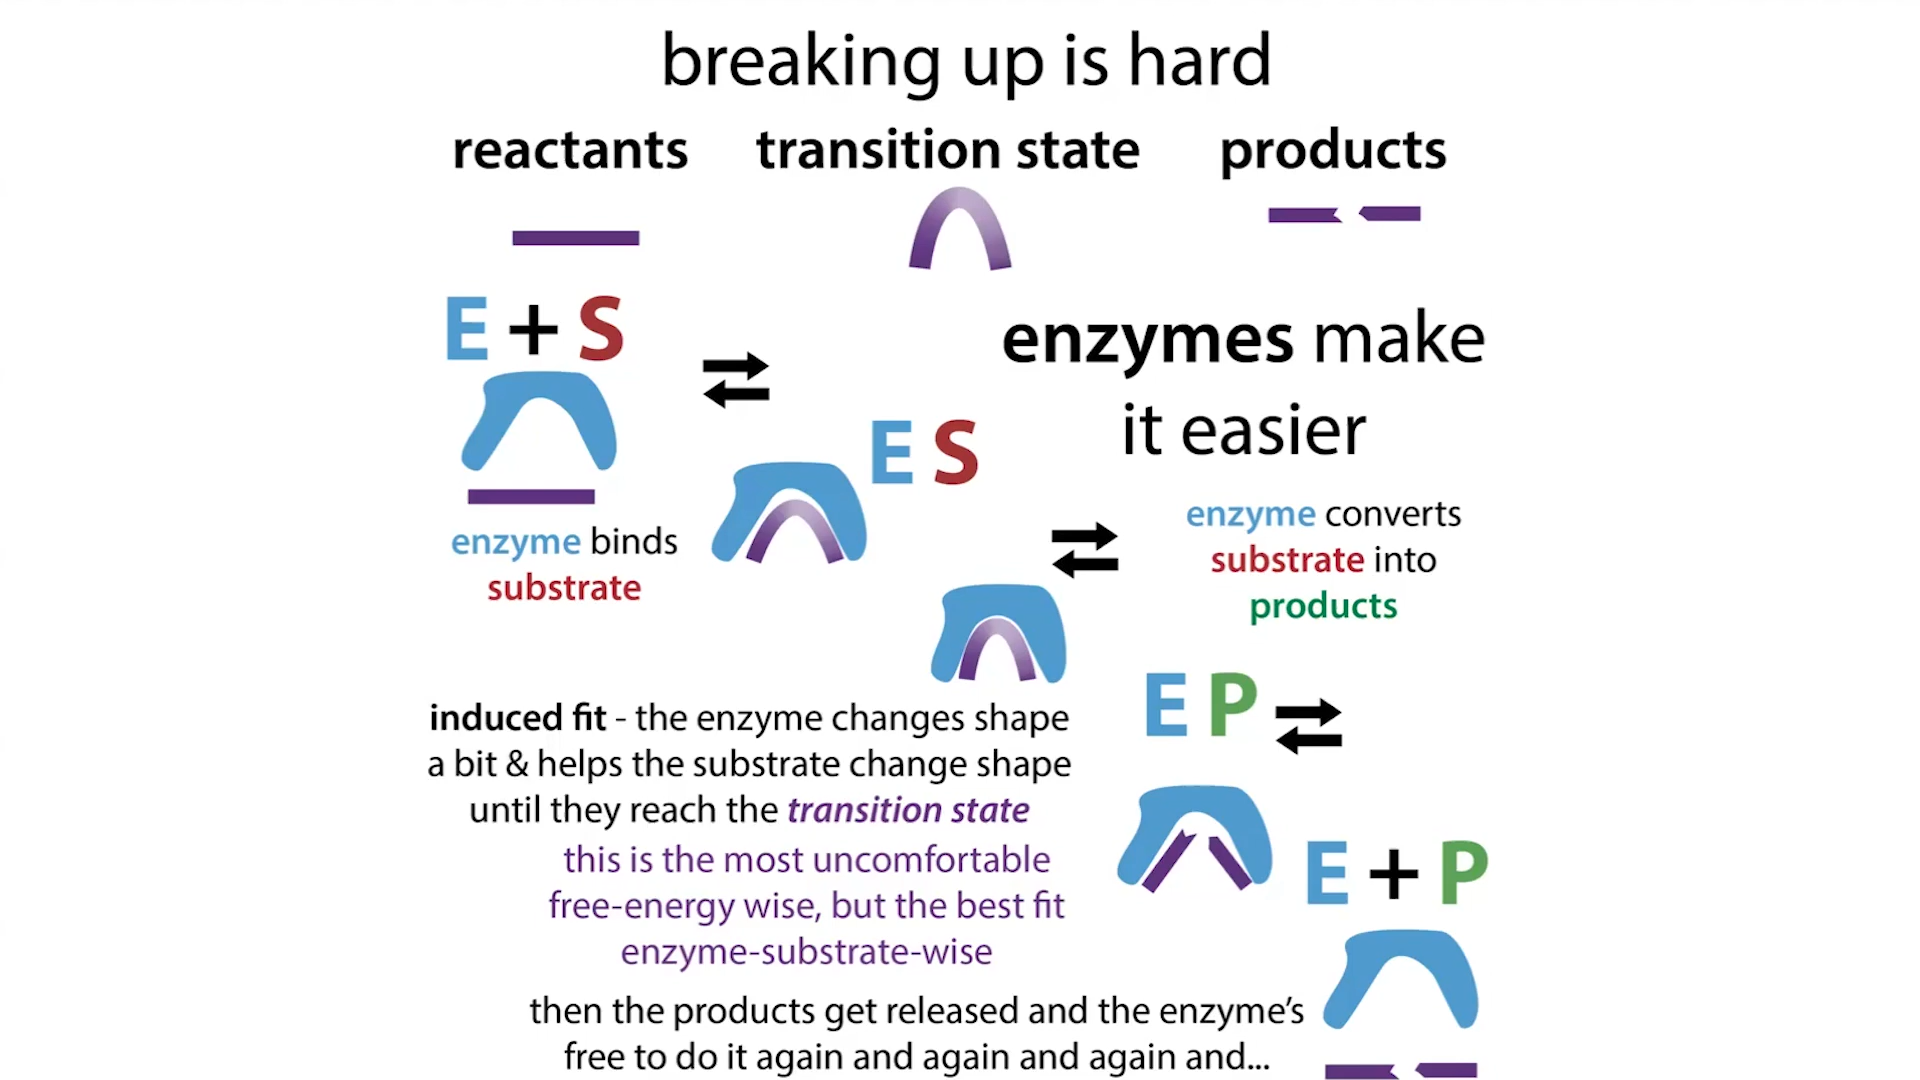 breaking up is hard
reactants transition state products
E + S
enzymes make
it easier
E S
enzyme binds
substrate
enzyme converts
substrate into
products
E P
induced fit - the enzyme changes shape
a bit & helps the substrate change shape
until they reach the transition state
this is the most uncomfortable
free-energy wise, but the best fit
enzyme-substrate-wise
E + P
then the products get released and the enzyme’s
free to do it again and again and again and...